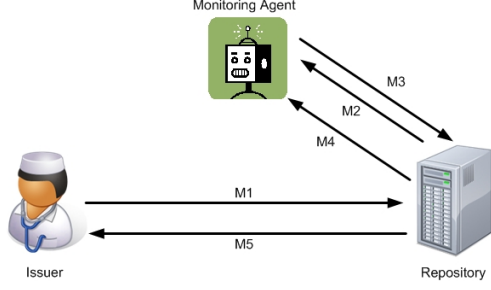 Monitoring Agent
M3
M2
M4
M1
M5
Issuer
Repository